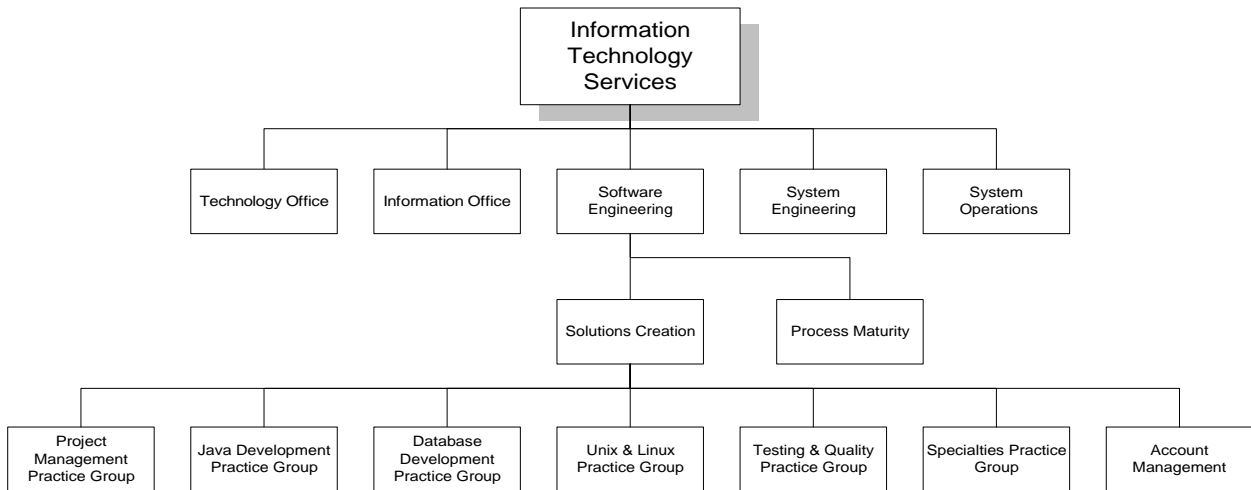 Information
Technology
Services
Technology Office
Information Office
Software
Engineering
System
Engineering
System
Operations
Solutions Creation
Process Maturity
Project
Management
Practice Group
Java Development
Practice Group
Database
Development
Practice Group
Unix & Linux
Practice Group
Testing & Quality
Practice Group
Specialties Practice
Group
Account
Management